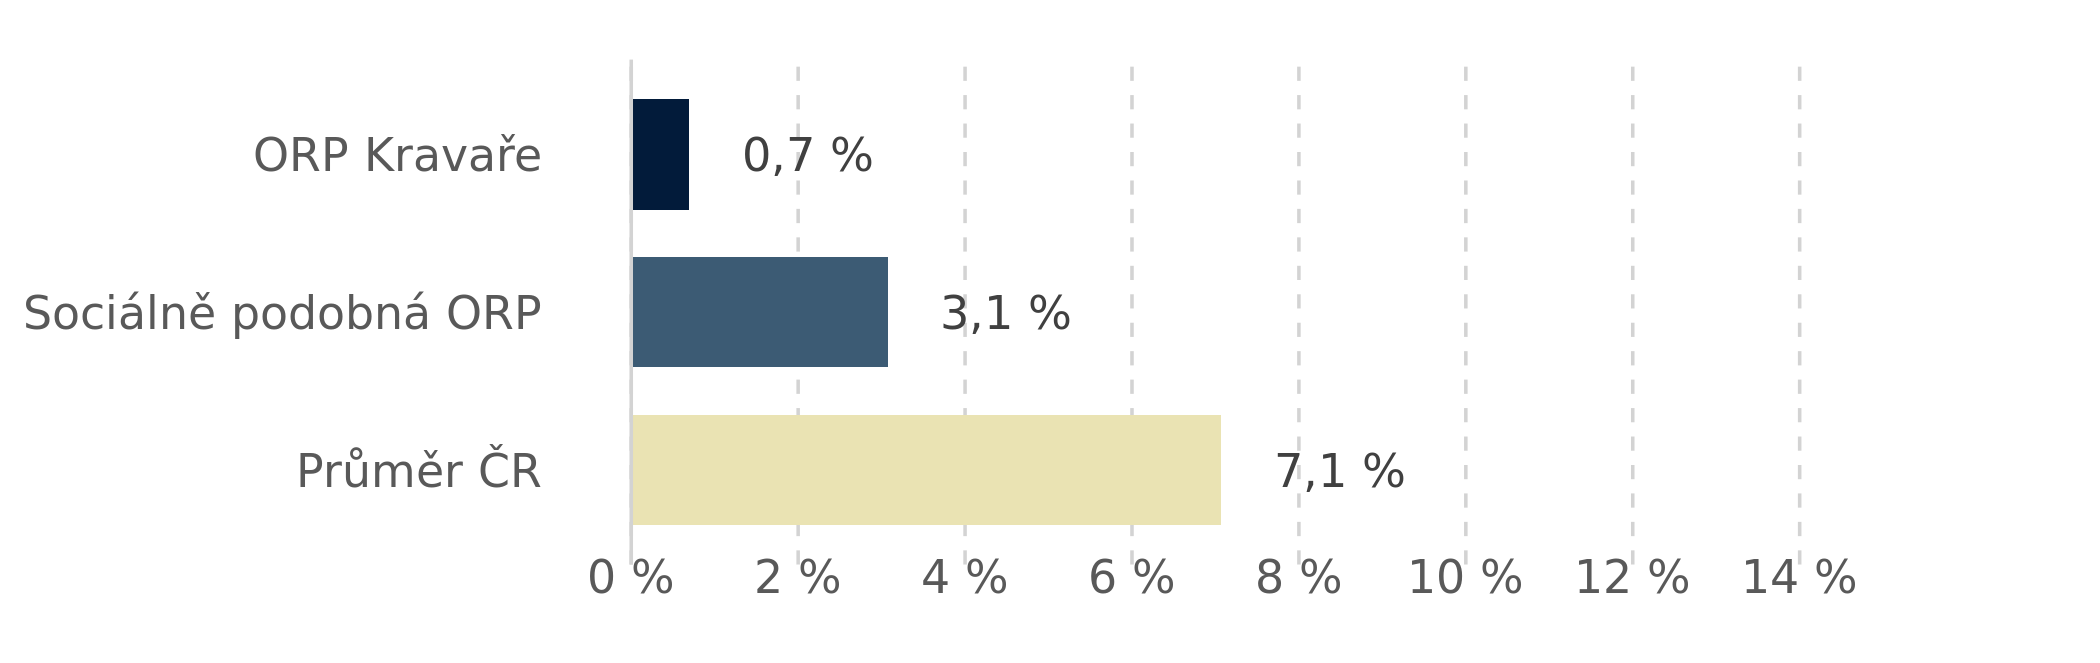 ORP Kravaře
0,7 %
Sociálně podobná ORP
3,1 %
Průměr ČR
7,1 %
0 % 2 % 4 % 6 % 8 % 10 % 12 % 14 %